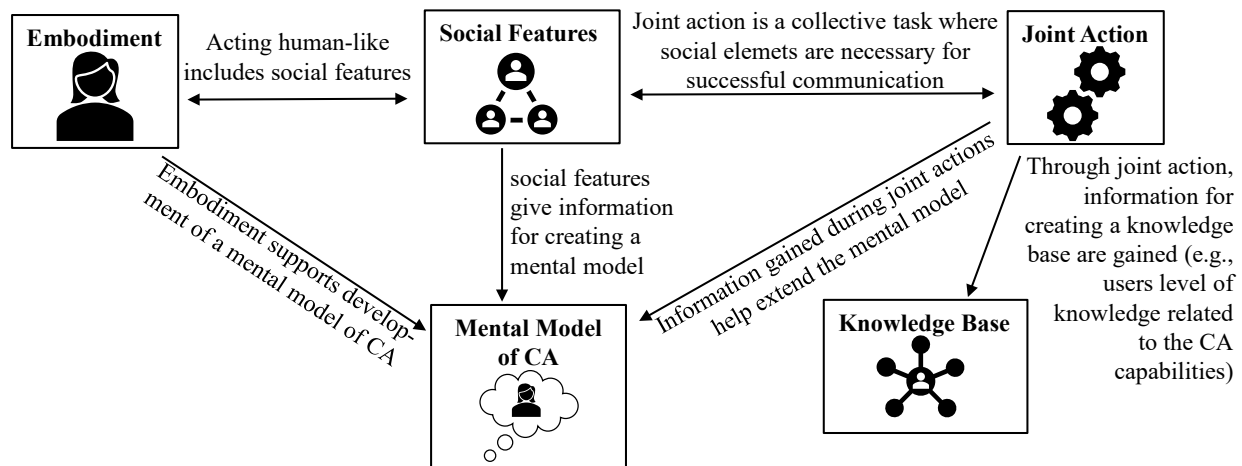 Embodiment
Acting human-like
includes social features
Social Features
Joint action is a collective task where
social elemets are necessary for
successful communication
Joint Action
Embodiment supports develop-
ment of a mental model of CA
social features
give information
for creating a
mental model
Information gained during joint actions
help extend the mental model
Through joint action,
information for
creating a knowledge
base are gained (e.g.,
users level of
knowledge related
to the CA
capabilities)
Mental Model
of CA
Knowledge Base